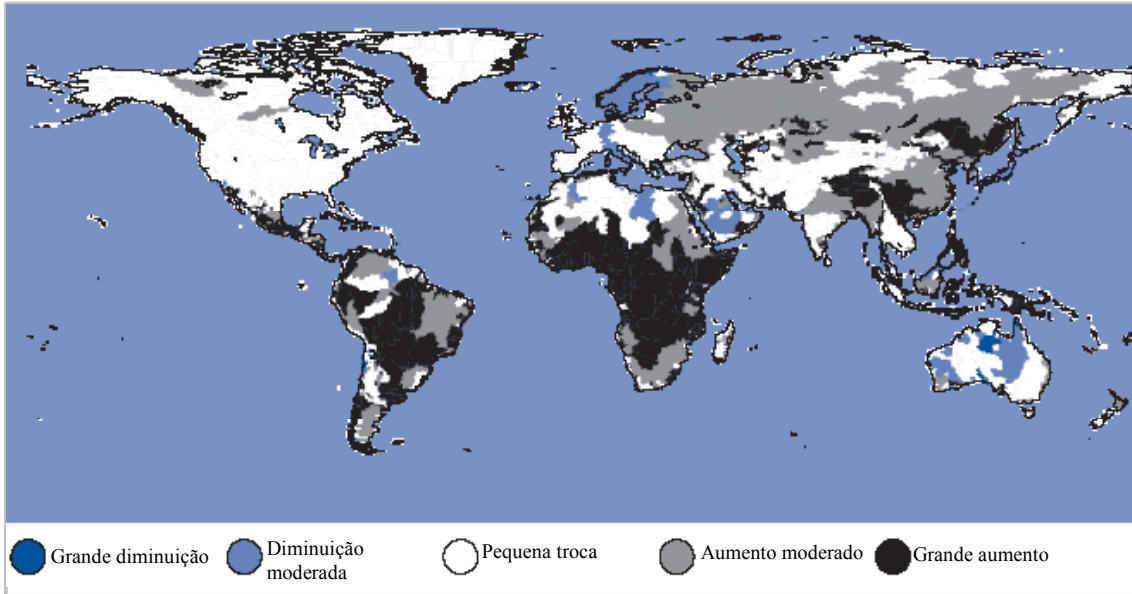 Grande diminuição
Diminuição
moderada
Pequena troca
Aumento moderado
Grande aumento